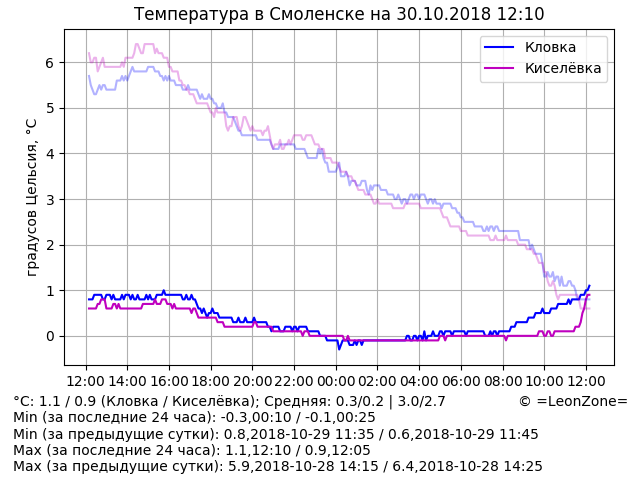 Температура в Смоленске на 30.10.2018 12:10
Кловка
Киселёвка
градусов Цельсия, °C
6
5
4
3
2
1
0
12:00 14:00 16:00 18:00 20:00 22:00 00:00 02:00 04:00 06:00 08:00 10:00 12:00
°C: 1.1 / 0.9 (Кловка / Киселёвка); Средняя: 0.3/0.2 | 3.0/2.7 © =LeonZone=
Min (за последние 24 часа): -0.3,00:10 / -0.1,00:25
Min (за предыдущие сутки): 0.8,2018-10-29 11:35 / 0.6,2018-10-29 11:45
Max (за последние 24 часа): 1.1,12:10 / 0.9,12:05
Max (за предыдущие сутки): 5.9,2018-10-28 14:15 / 6.4,2018-10-28 14:25